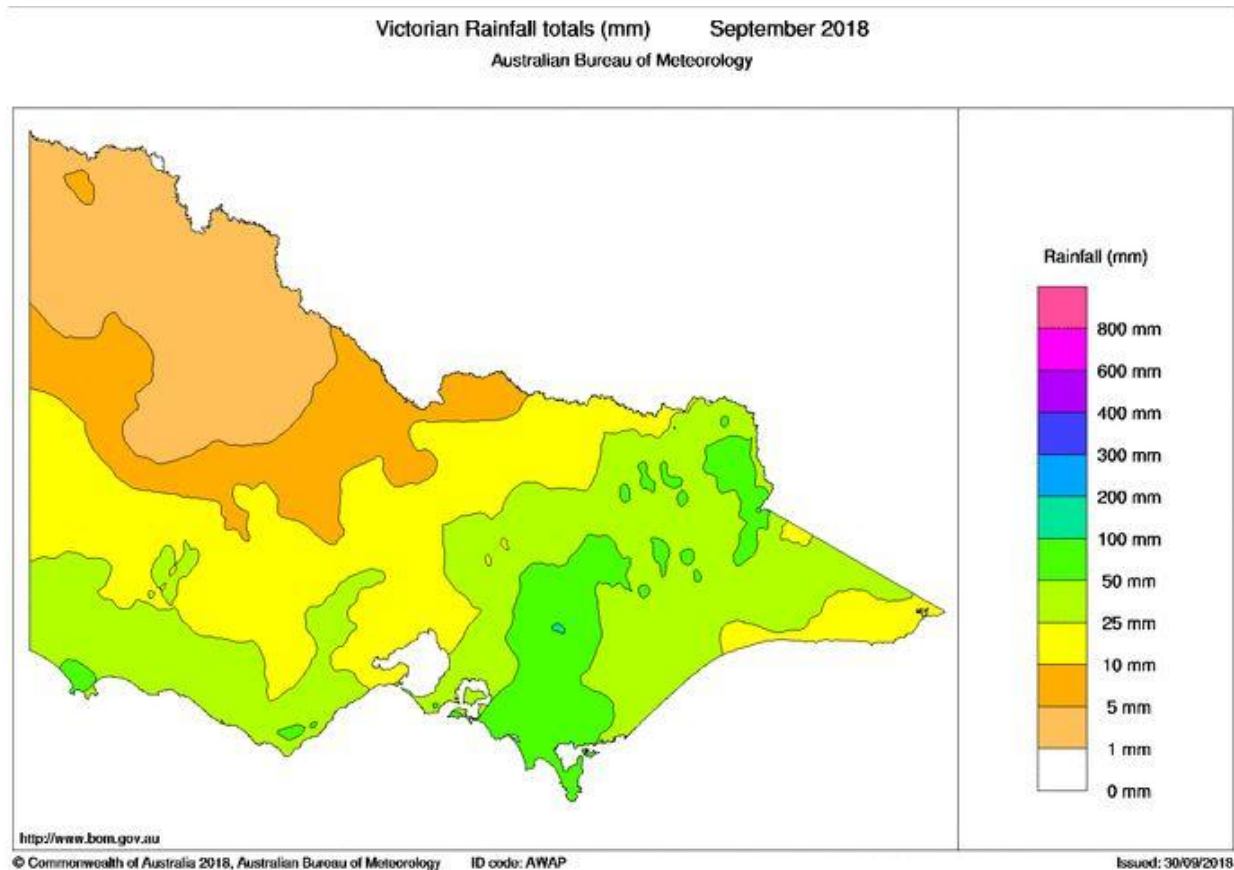 Victorian Rainfall totals (mm) September 2018
Australian Bureau of Meteorology
Rainfall (mm)
800 mm
600 mm
400 mm
300 mm
200 mm
100 mm
50 mm
25 mm
10 mm
5 mm
1 mm
0 mm
http://www.bom.gov.au
© Commonwealth of Australia 2018, Australian Bureau of Meteorology ID code: AWAP Issued: 30/09/2018